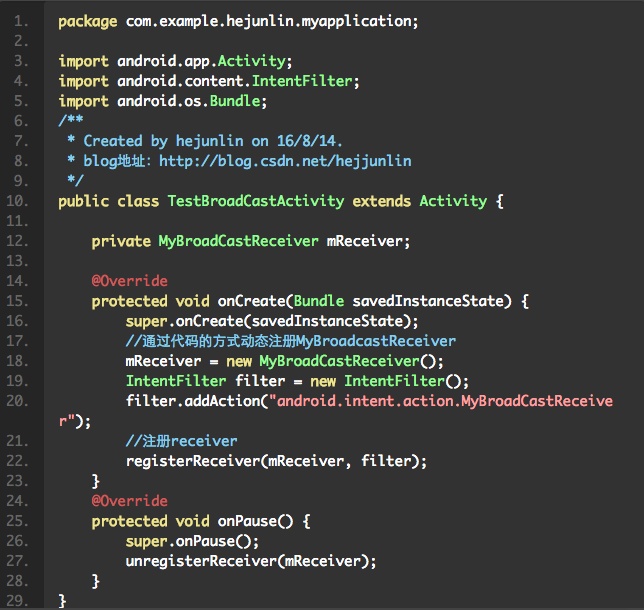 1. package com.example.hejunlin.myapplication;
2.
3. import android.app.Activity;
4. import android.content.IntentFilter;
5. import android.os.Bundle;
6. /**
7.  * Created by hejunlin on 16/8/14.
8.  * blog地址：http://blog.csdn.net/hejjunlin
9.  */
10. public class TestBroadCastActivity extends Activity {
11.
12.     private MyBroadCastReceiver mReceiver;
13.
14.     @Override
15.     protected void onCreate(Bundle savedInstanceState) {
16.         super.onCreate(savedInstanceState);
17.         //通过代码的方式动态注册MyBroadcastReceiver
18.         mReceiver = new MyBroadCastReceiver();
19.         IntentFilter filter = new IntentFilter();
20.         filter.addAction("android.intent.action.MyBroadCastReceive
r");
21.         //注册receiver
22.         registerReceiver(mReceiver, filter);
23.     }
24.     @Override
25.     protected void onPause() {
26.         super.onPause();
27.         unregisterReceiver(mReceiver);
28.     }
29. }